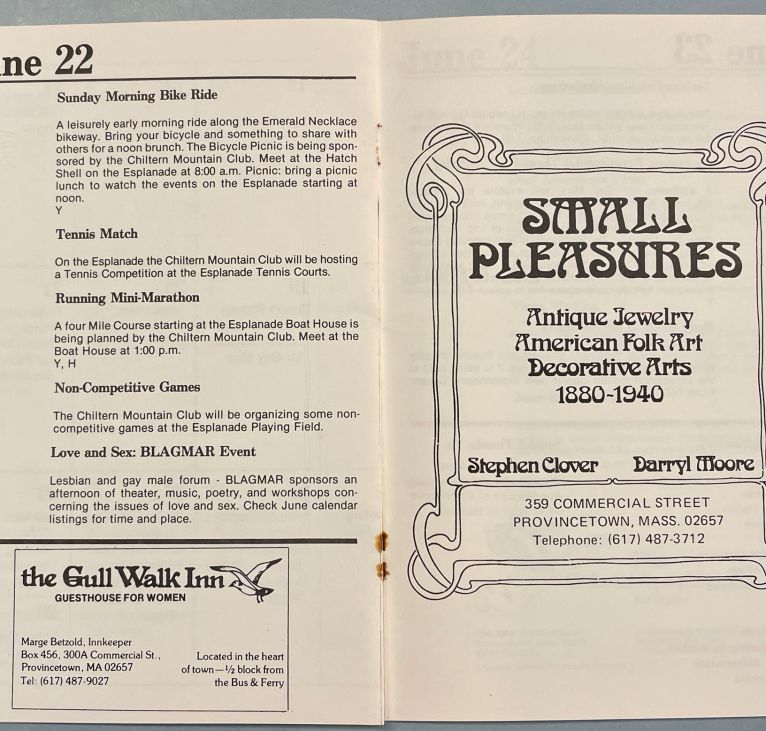 ne 22
Sunday Morning Bike Ride
A leisurely early morning ride along the Emerald Necklace
bikeway. Bring your bicycle and something to share with
others for a noon brunch. The Bicycle Picnic is being spon-
sored by the Chiltern Mountain Club. Meet at the Hatch
Shell on the Esplanade at 8:00 a.m. Picnic: bring a picnic
lunch to watch the events on the Esplanade starting at
noon.
Y
Tennis Match
On the Esplanade the Chiltern Mountain Club will be hosting
a Tennis Competition at the Esplanade Tennis Courts.
Running Mini-Marathon
A four Mile Course starting at the Esplanade Boat House is
being planned by the Chiltern Mountain Club. Meet at the
Boat House at 1:00 p.m.
Y, H
Non-Competitive Games
The Chiltern Mountain Club will be organizing some non-
competitive games at the Esplanade Playing Field.
Love and Sex: BLAGMAR Event
Lesbian and gay male forum - BLAGMAR sponsors an
afternoon of theater, music, poetry, and workshops con-
cerning the issues of love and sex. Check June calendar
listings for time and place.
the Gull Walk Inn
GUESTHOUSE FOR WOMEN
Marge Betzold, Innkeeper
Box 456, 300A Commercial St.,
Provincetown, MA 02657
Tel: (617) 487-9027
Located in the heart
of town—½ block from
the Bus & Ferry
SMALL
PLEASURES
Antique Jewelry
American Folk Art
Decorative Arts
1880-1940
Stephen Clover Darryl Moore
359 COMMERCIAL STREET
PROVINCETOWN, MASS. 02657
Telephone: (617) 487-3712